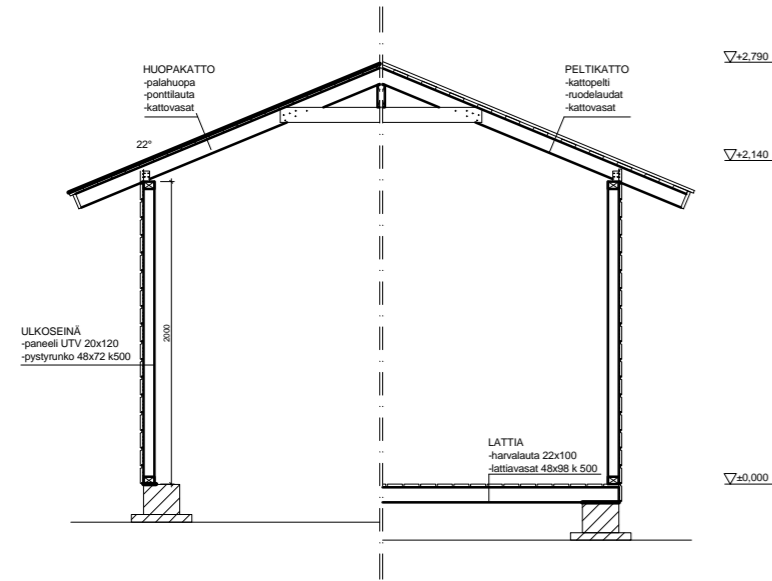 HUOPAKATTO
-palahuopa
-ponttilauta
-kattovasat
PELTIKATTO
-kattopelti
-ruodelaudat
-kattovasat
+2,790
22°
+2,140
2000
ULKOSEINÄ
-paneeli UTV 20x120
-pystyrunko 48x72 k500
LATTIA
-harvalauta 22x100
-lattiavasat 48x98 k 500
±0,000